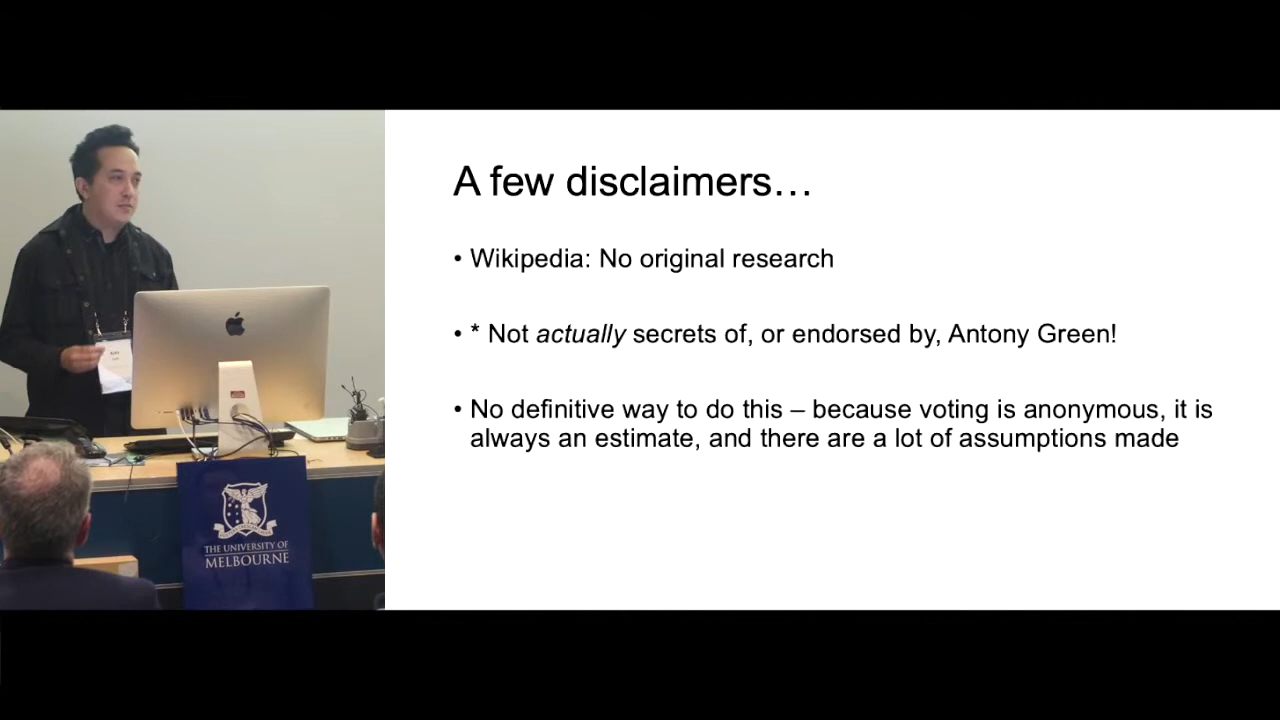 A few disclaimers…
• Wikipedia: No original research
• * Not actually secrets of, or endorsed by, Antony Green!
• No definitive way to do this – because voting is anonymous, it is
always an estimate, and there are a lot of assumptions made
THE UNIVERSITY OF
MELBOURNE